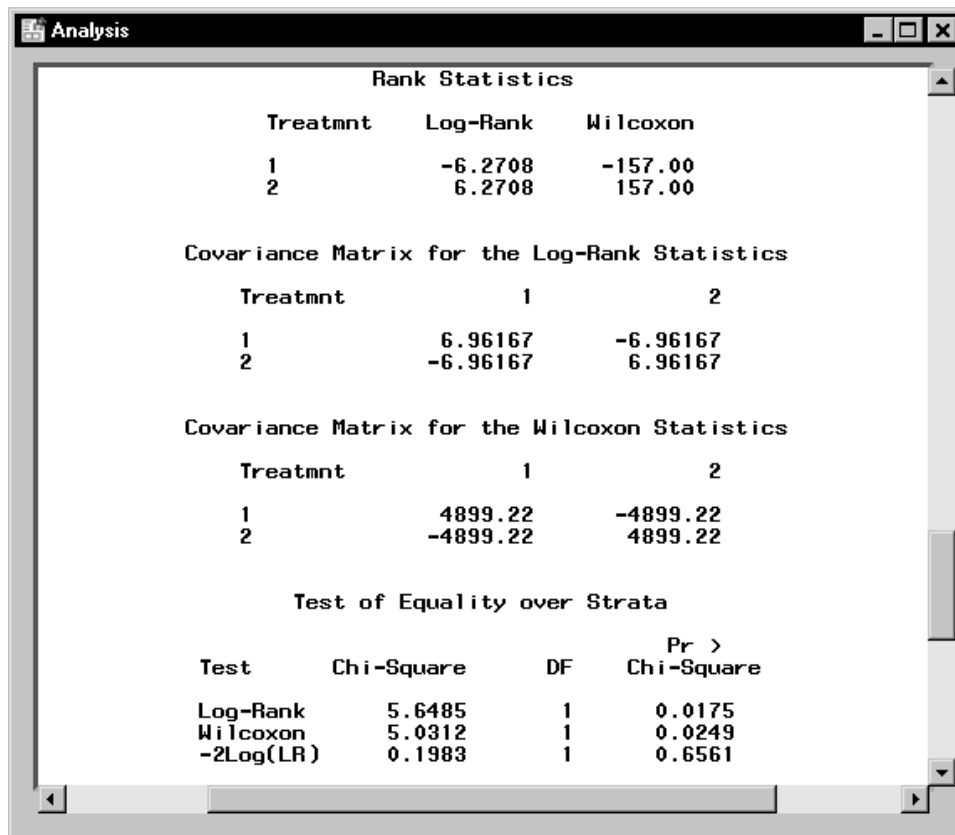 Analysis
Rank Statistics
Treatmnt Log-Rank Wilcoxon
1 -6.2708 -157.00
2 6.2708 157.00
Covariance Matrix for the Log-Rank Statistics
Treatmnt 1 2
1 6.96167 -6.96167
2 -6.96167 6.96167
Covariance Matrix for the Wilcoxon Statistics
Treatmnt 1 2
1 4899.22 -4899.22
2 -4899.22 4899.22
Test of Equality over Strata
Pr >
Test Chi-Square DF Chi-Square
Log-Rank 5.6485 1 0.0175
Wilcoxon 5.0312 1 0.0249
-2Log(LR) 0.1983 1 0.6561